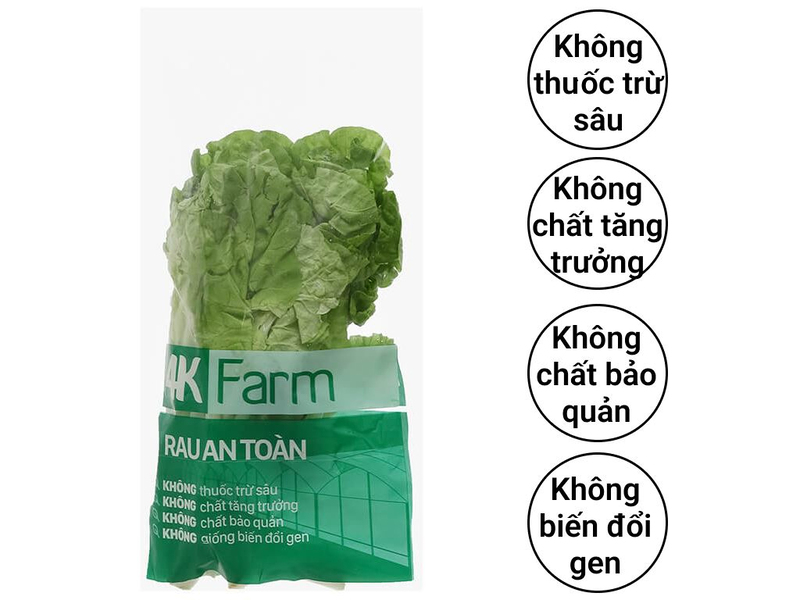 4K Farm
RAU AN TOÀN
KHÔNG thuốc trừ sâu
KHÔNG chất tăng trưởng
KHÔNG chất bảo quản
KHÔNG giống biến đổi gen
Không
thuốc trừ
sâu
Không
chất tăng
trưởng
Không
chất bảo
quản
Không
biến đổi
gen